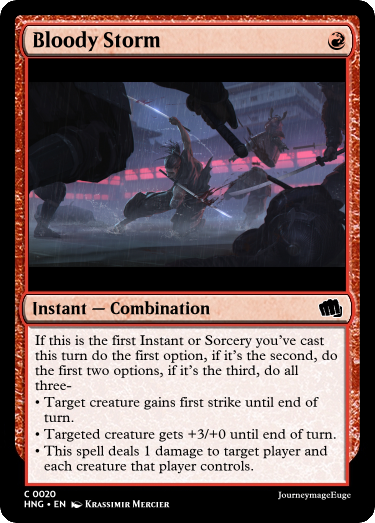 Bloody Storm
Instant — Combination
If this is the first Instant or Sorcery you've cast
this turn do the first option, if it's the second, do
the first two options, if it's the third, do all
three-
• Target creature gains first strike until end of
turn.
• Targeted creature gets +3/+0 until end of turn.
• This spell deals 1 damage to target player and
each creature that player controls.
C 0020
HNG • EN Krassimir Mercier
JourneymageEuge